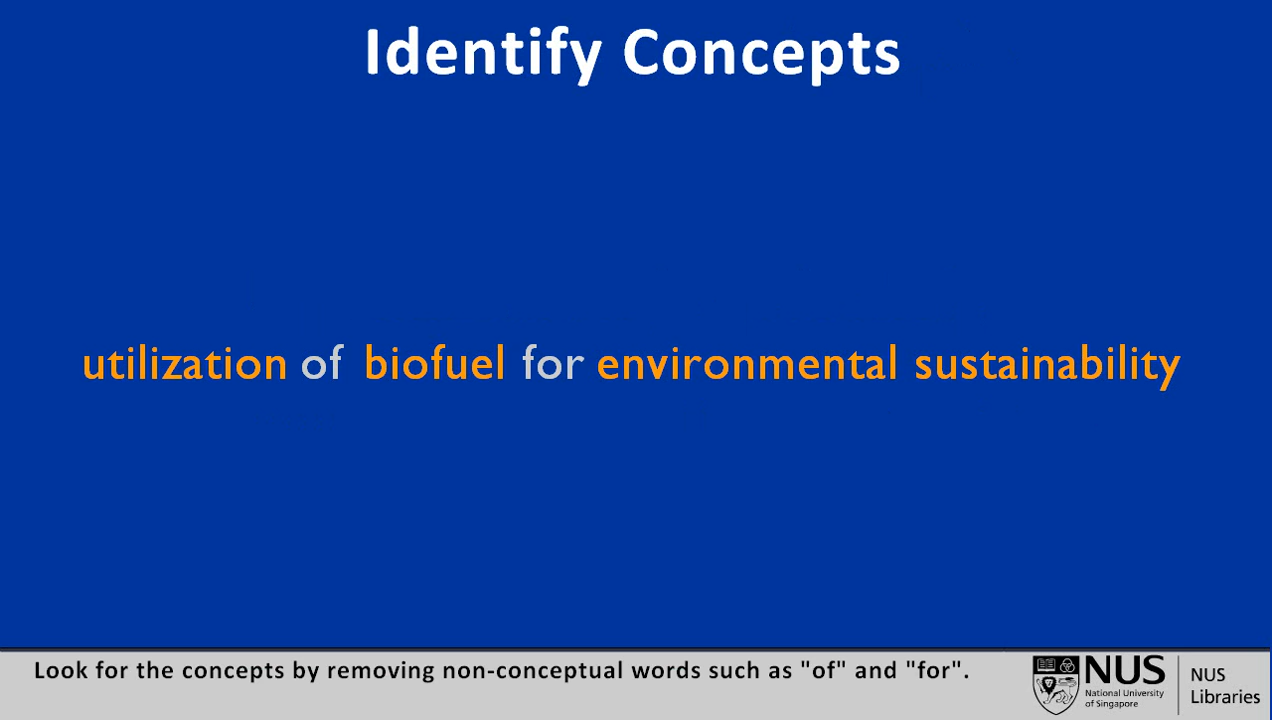 Identify Concepts
utilization of biofuel for environmental sustainability
Look for the concepts by removing non-conceptual words such as "of" and "for".
NUS
National University
of Singapore
NUS
Libraries